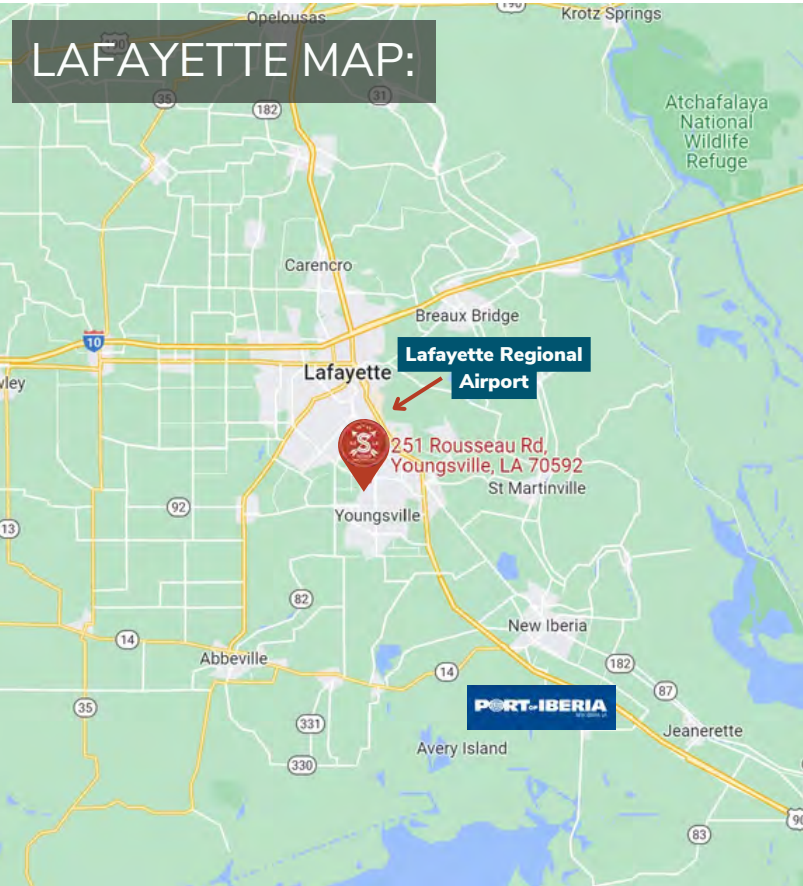 190
Krotz Springs
Opelousas
190
LAFAYETTE MAP:
35
31
182
Atchafalaya
National
Wildlife
Refuge
Carencro
Breaux Bridge
10
Lafayette Regional
Airport
Lafayette
wley
S
251 Rousseau Rd,
Youngsville, LA 70592
St Martinville
92
Youngsville
13
82
New Iberia
14
Abbeville
182
14
87
PORT OF IBERIA
35
331
Jeanerette
Avery Island
330
90
83